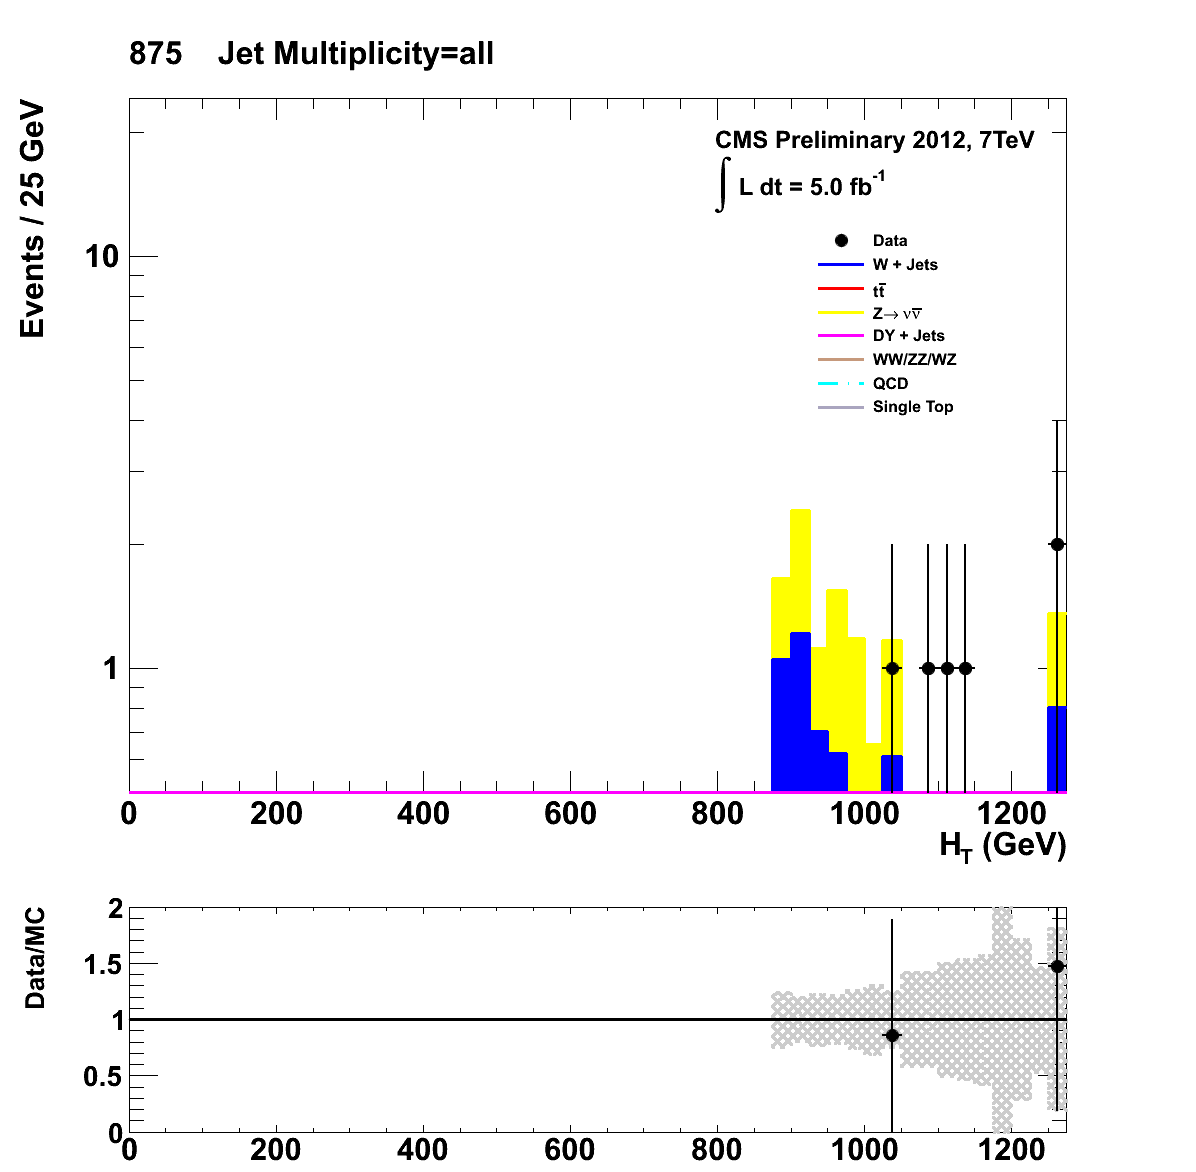 875 Jet Multiplicity=all
Events / 25 GeV
CMS Preliminary 2012, 7TeV
∫ L dt = 5.0 fb⁻¹
Data
W + Jets
tt̅
Z→ νν̅
DY + Jets
WW/ZZ/WZ
QCD
Single Top
10
1
0 200 400 600 800 1000 1200
H_T (GeV)
Data/MC
2
1.5
1
0.5
0
0 200 400 600 800 1000 1200